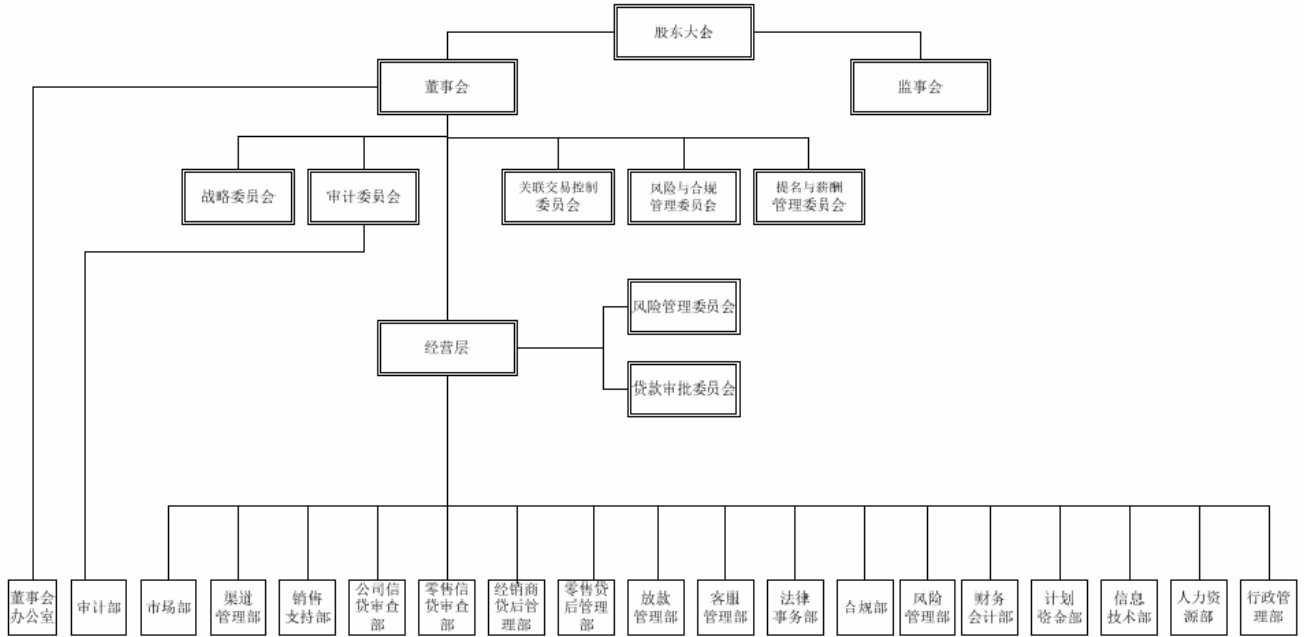 股东大会
董事会
监事会
战略委员会
审计委员会
关联交易控制
委员会
风险与合规
管理委员会
提名与薪酬
管理委员会
风险管理委员会
经营层
贷款审批委员会
董事会
办公室
审计部
市场部
渠道
管理部
销售
支持部
公司信
贷审查
部
零售信
贷审查
部
经销商
贷后管
理部
零售贷
后管理
部
放款
管理部
客服
管理部
法律
事务部
合规部
风险
管理部
财务
会计部
计划
资金部
信息
技术部
人力资
源部
行政管
理部